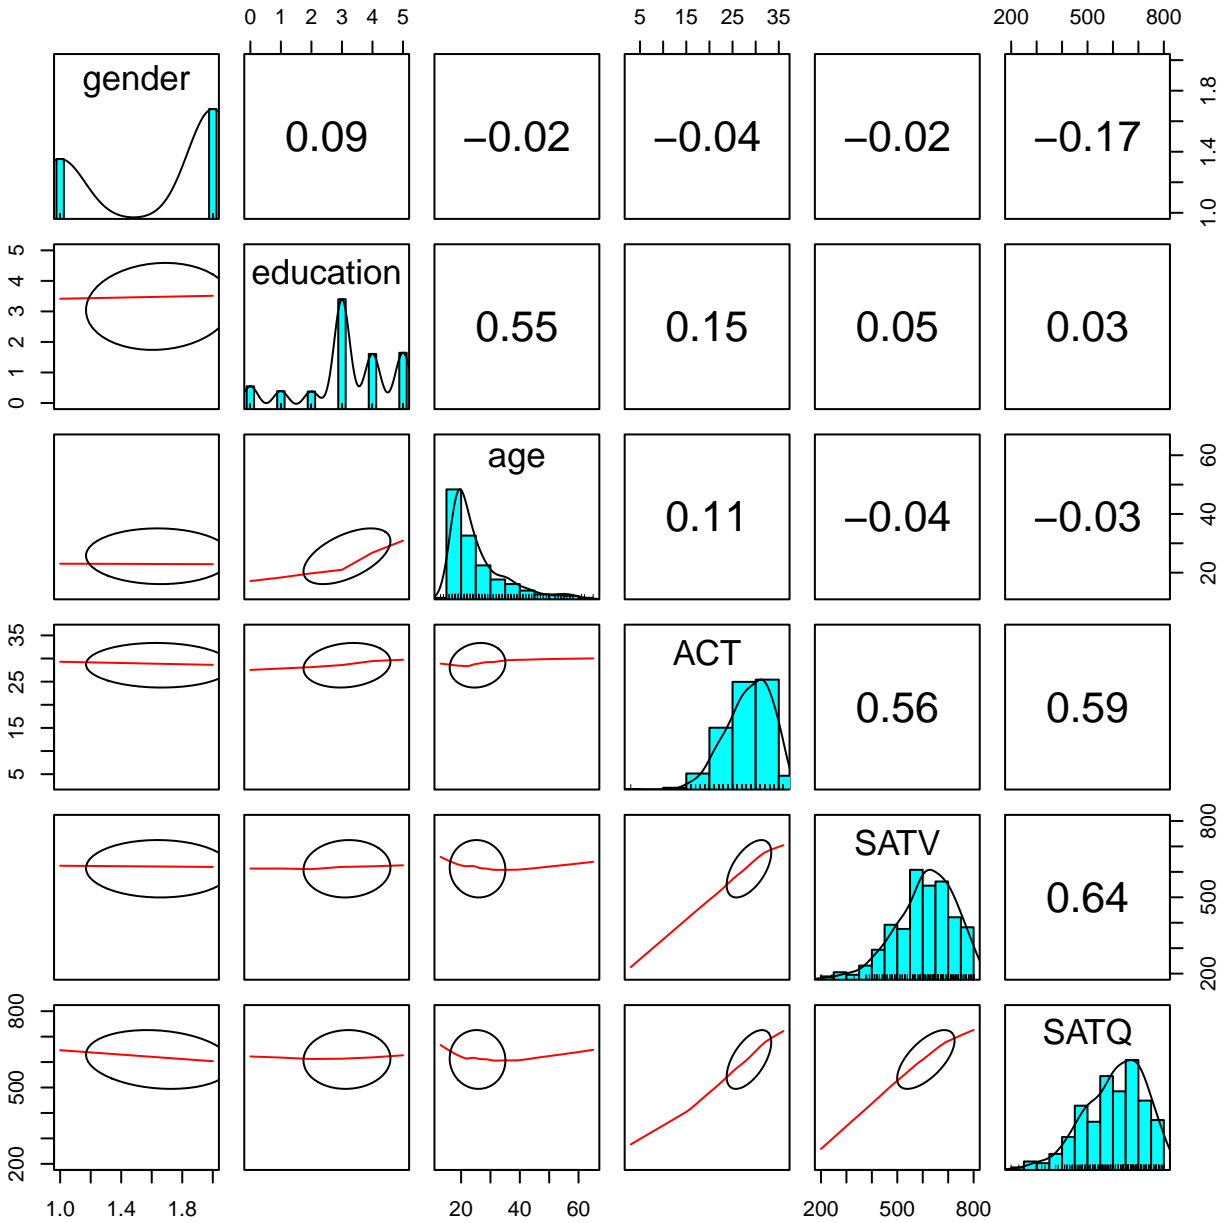 0 1 2 3 4 5 5 15 25 35 200 500 800
gender 0.09 −0.02 −0.04 −0.02 −0.17 1.0 1.4 1.8
0 1 2 3 4 5 education 0.55 0.15 0.05 0.03
age 0.11 −0.04 −0.03 20 40 60
5 15 25 35 ACT 0.56 0.59
SATV 0.64 200 500 800
200 500 800 SATQ
1.0 1.4 1.8 20 40 60 200 500 800